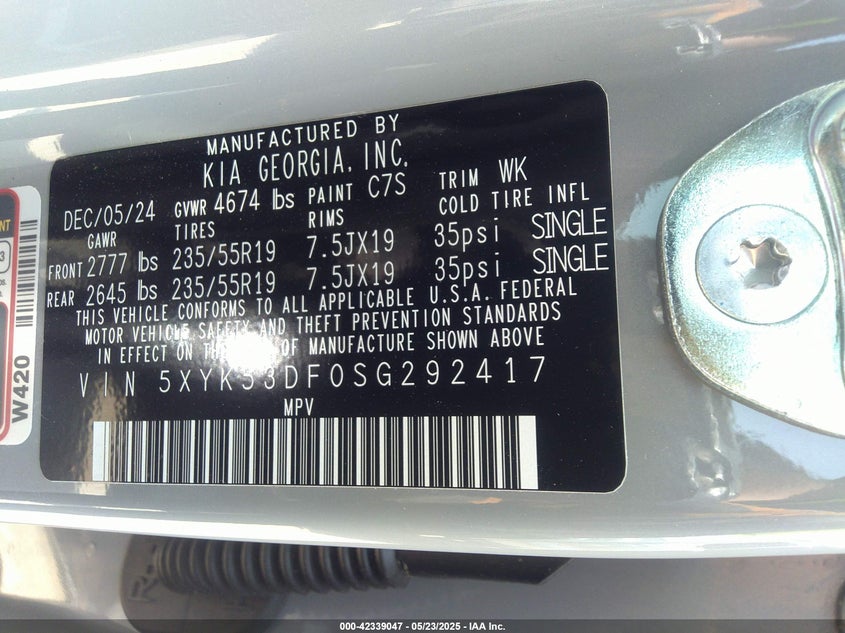 MANUFACTURED BY
KIA GEORGIA, INC.
DEC/05/24 GVWR 4674 lbs PAINT C7S TRIM WK
GAWR TIRES RIMS COLD TIRE INFL
FRONT 2777 lbs 235/55R19 7.5JX19 35psi SINGLE
REAR 2645 lbs 235/55R19 7.5JX19 35psi SINGLE
THIS VEHICLE CONFORMS TO ALL APPLICABLE U.S.A. FEDERAL
MOTOR VEHICLE SAFETY AND THEFT PREVENTION STANDARDS
IN EFFECT ON THE DATE OF MANUFACTURE SHOWN ABOVE
VIN 5XYK53DF0SG292417
MPV
W420
000-42339047 - 05/23/2025 - IAA Inc.